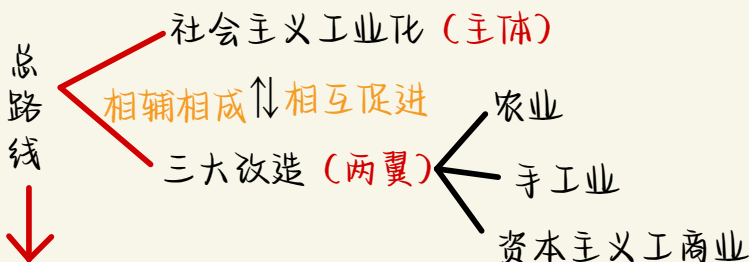 总路线
社会主义工业化（主体）
相辅相成 相互促进
三大改造（两翼）
农业
手工业
资本主义工商业